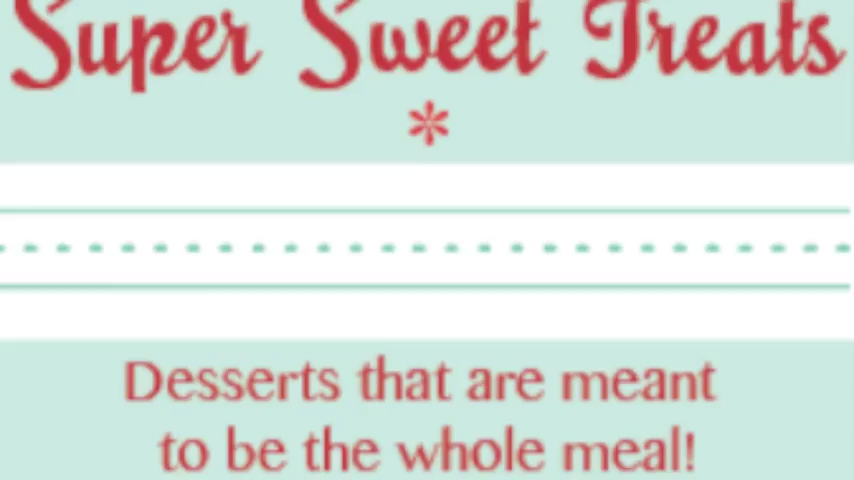 Super Sweet Treats
*
Desserts that are meant
to be the whole meal!